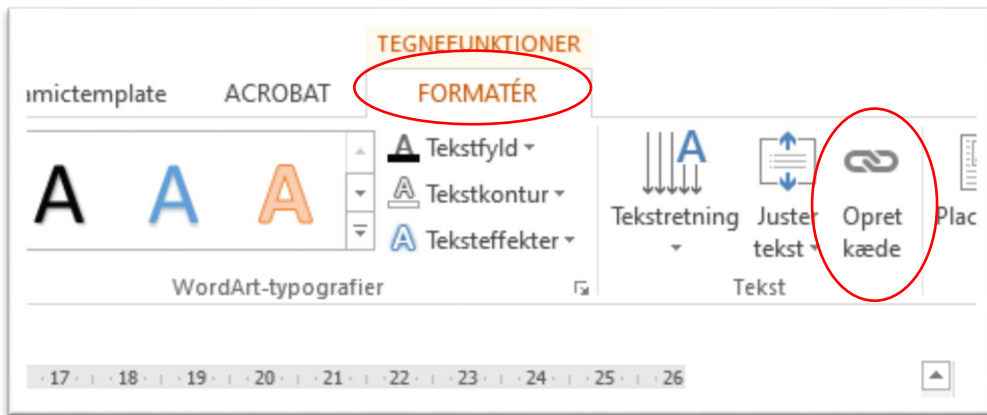 TEGNEFUNKTIONER
amictemplate ACROBAT FORMATÉR
A A A
A Tekstfyld
A Tekstkontur
A Teksteffekter
A
Tekstretning
Juster
tekst
Opret
kæde
Plac
WordArt-typografier
Tekst
17 18 19 20 21 22 23 24 25 26